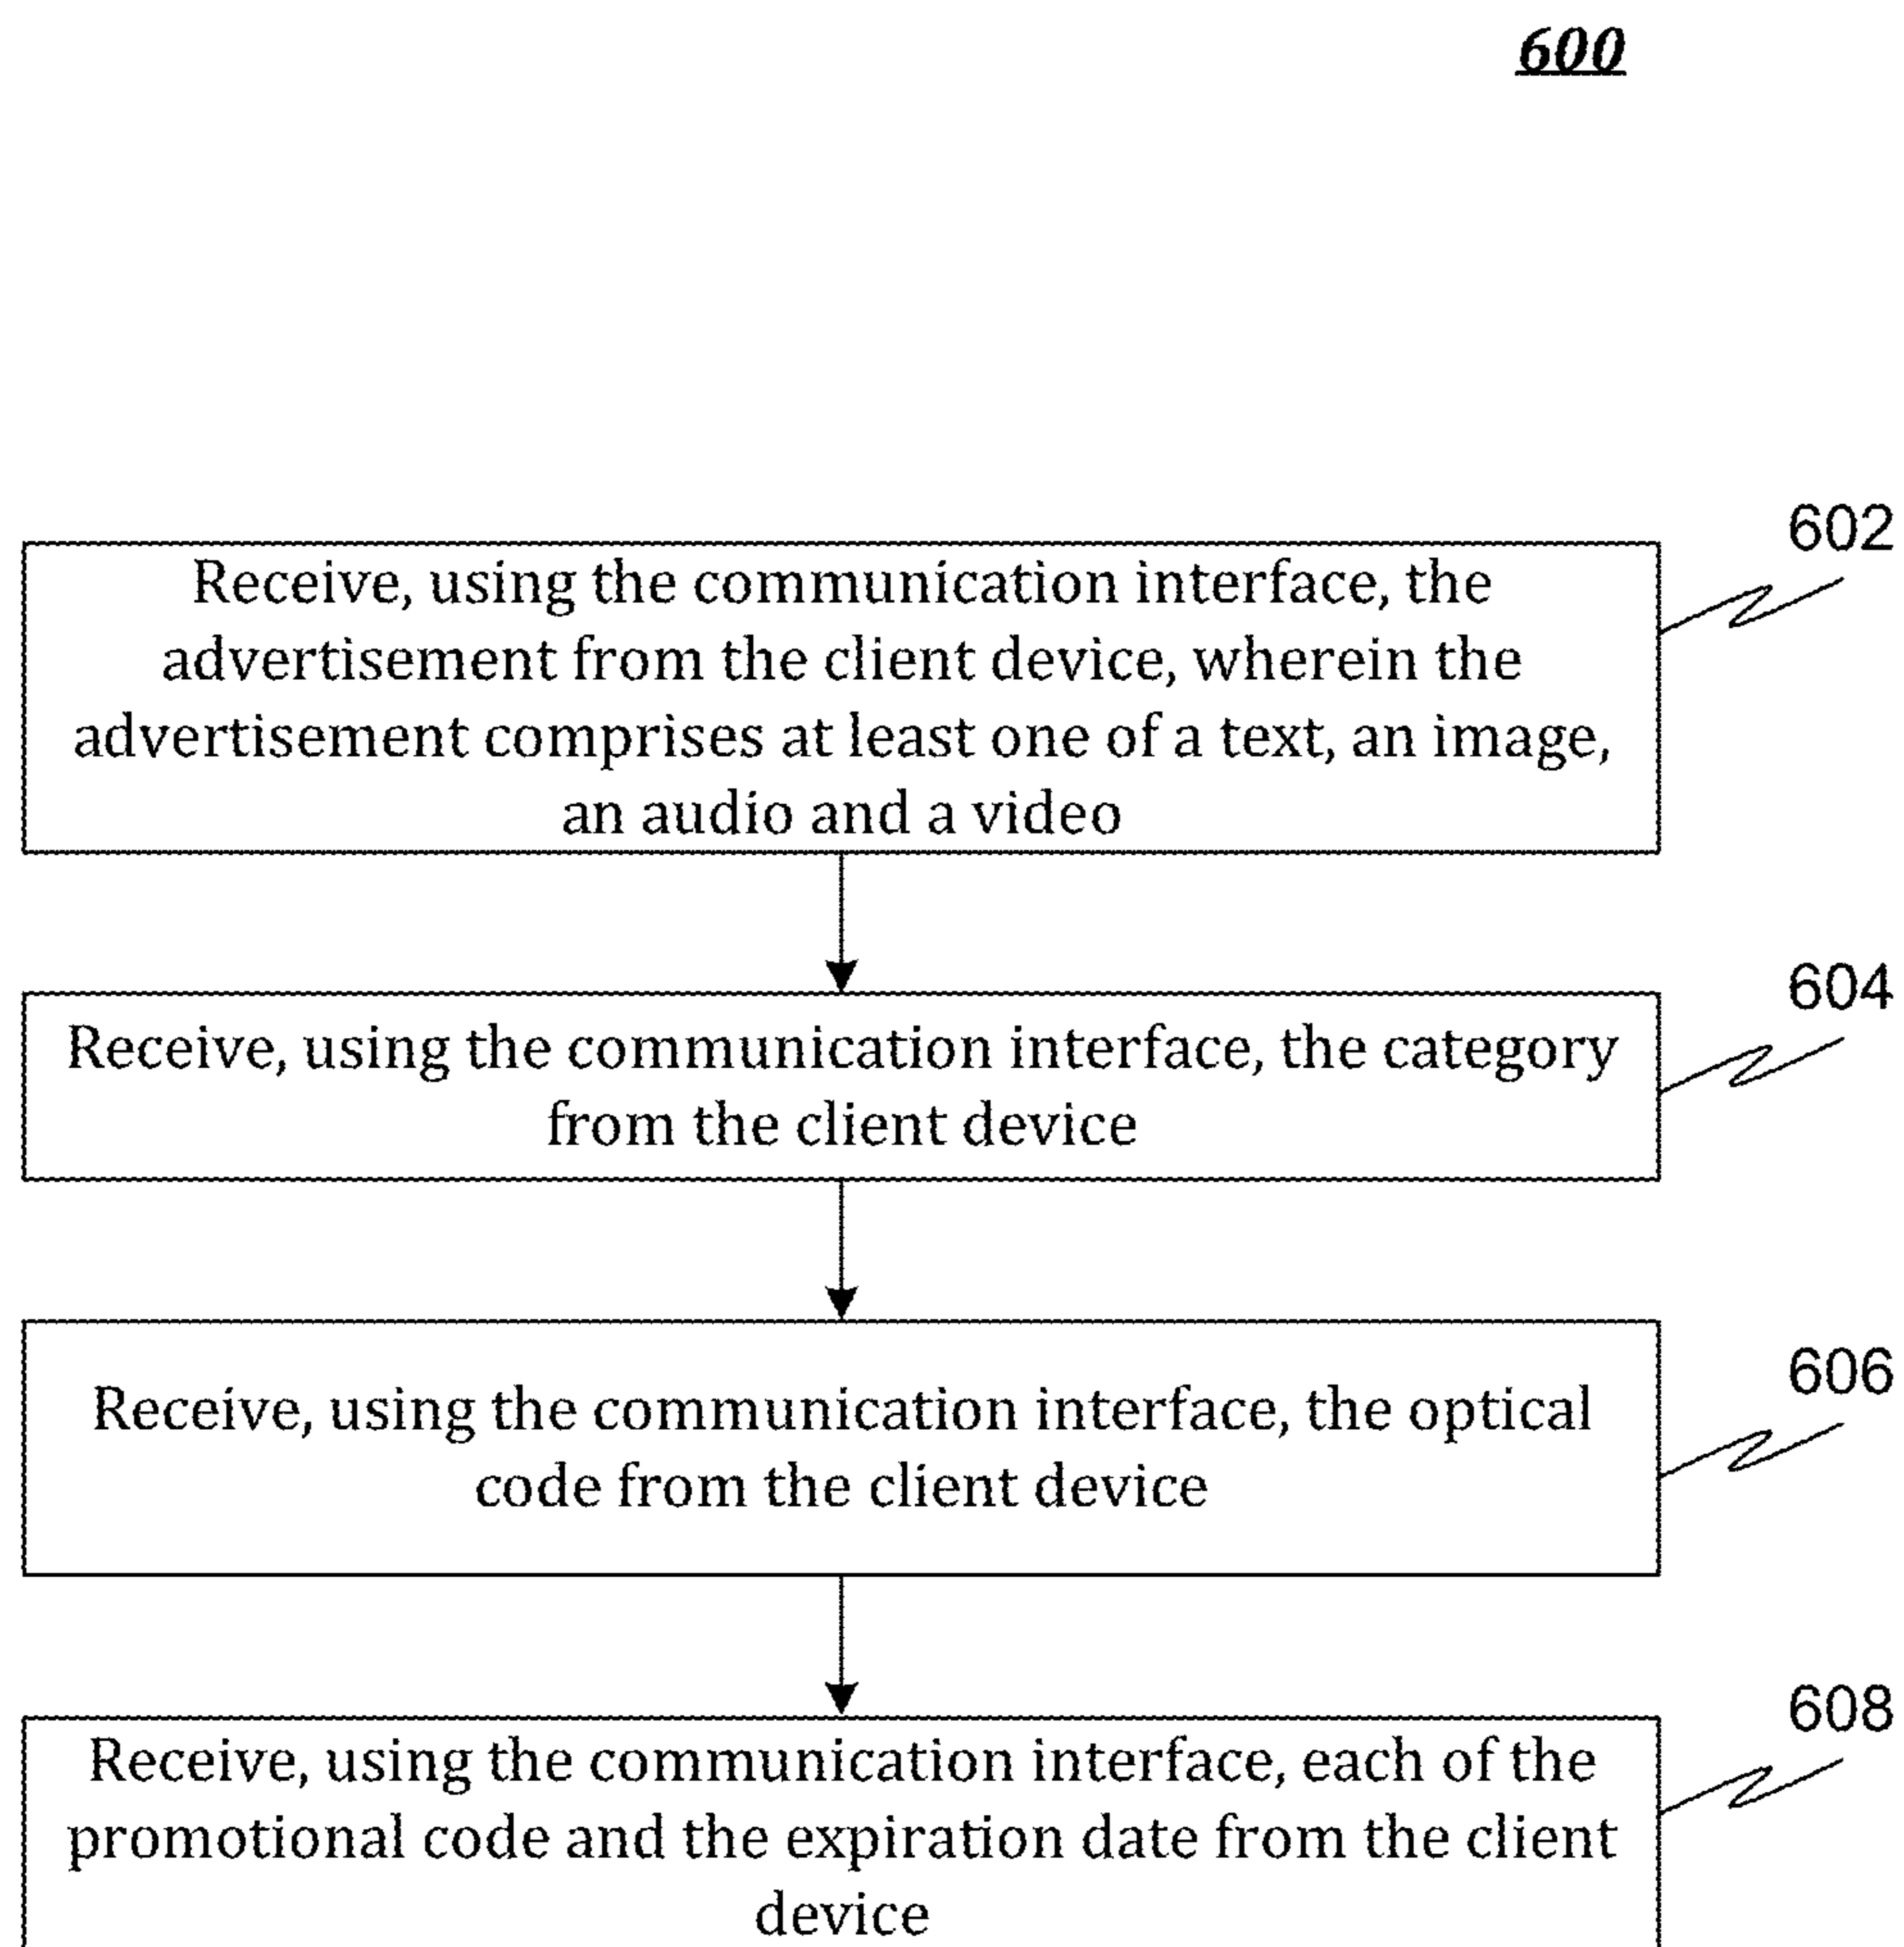 600
602
Receive, using the communication interface, the
advertisement from the client device, wherein the
advertisement comprises at least one of a text, an image,
an audio and a video
604
Receive, using the communication interface, the category
from the client device
606
Receive, using the communication interface, the optical
code from the client device
608
Receive, using the communication interface, each of the
promotional code and the expiration date from the client
device